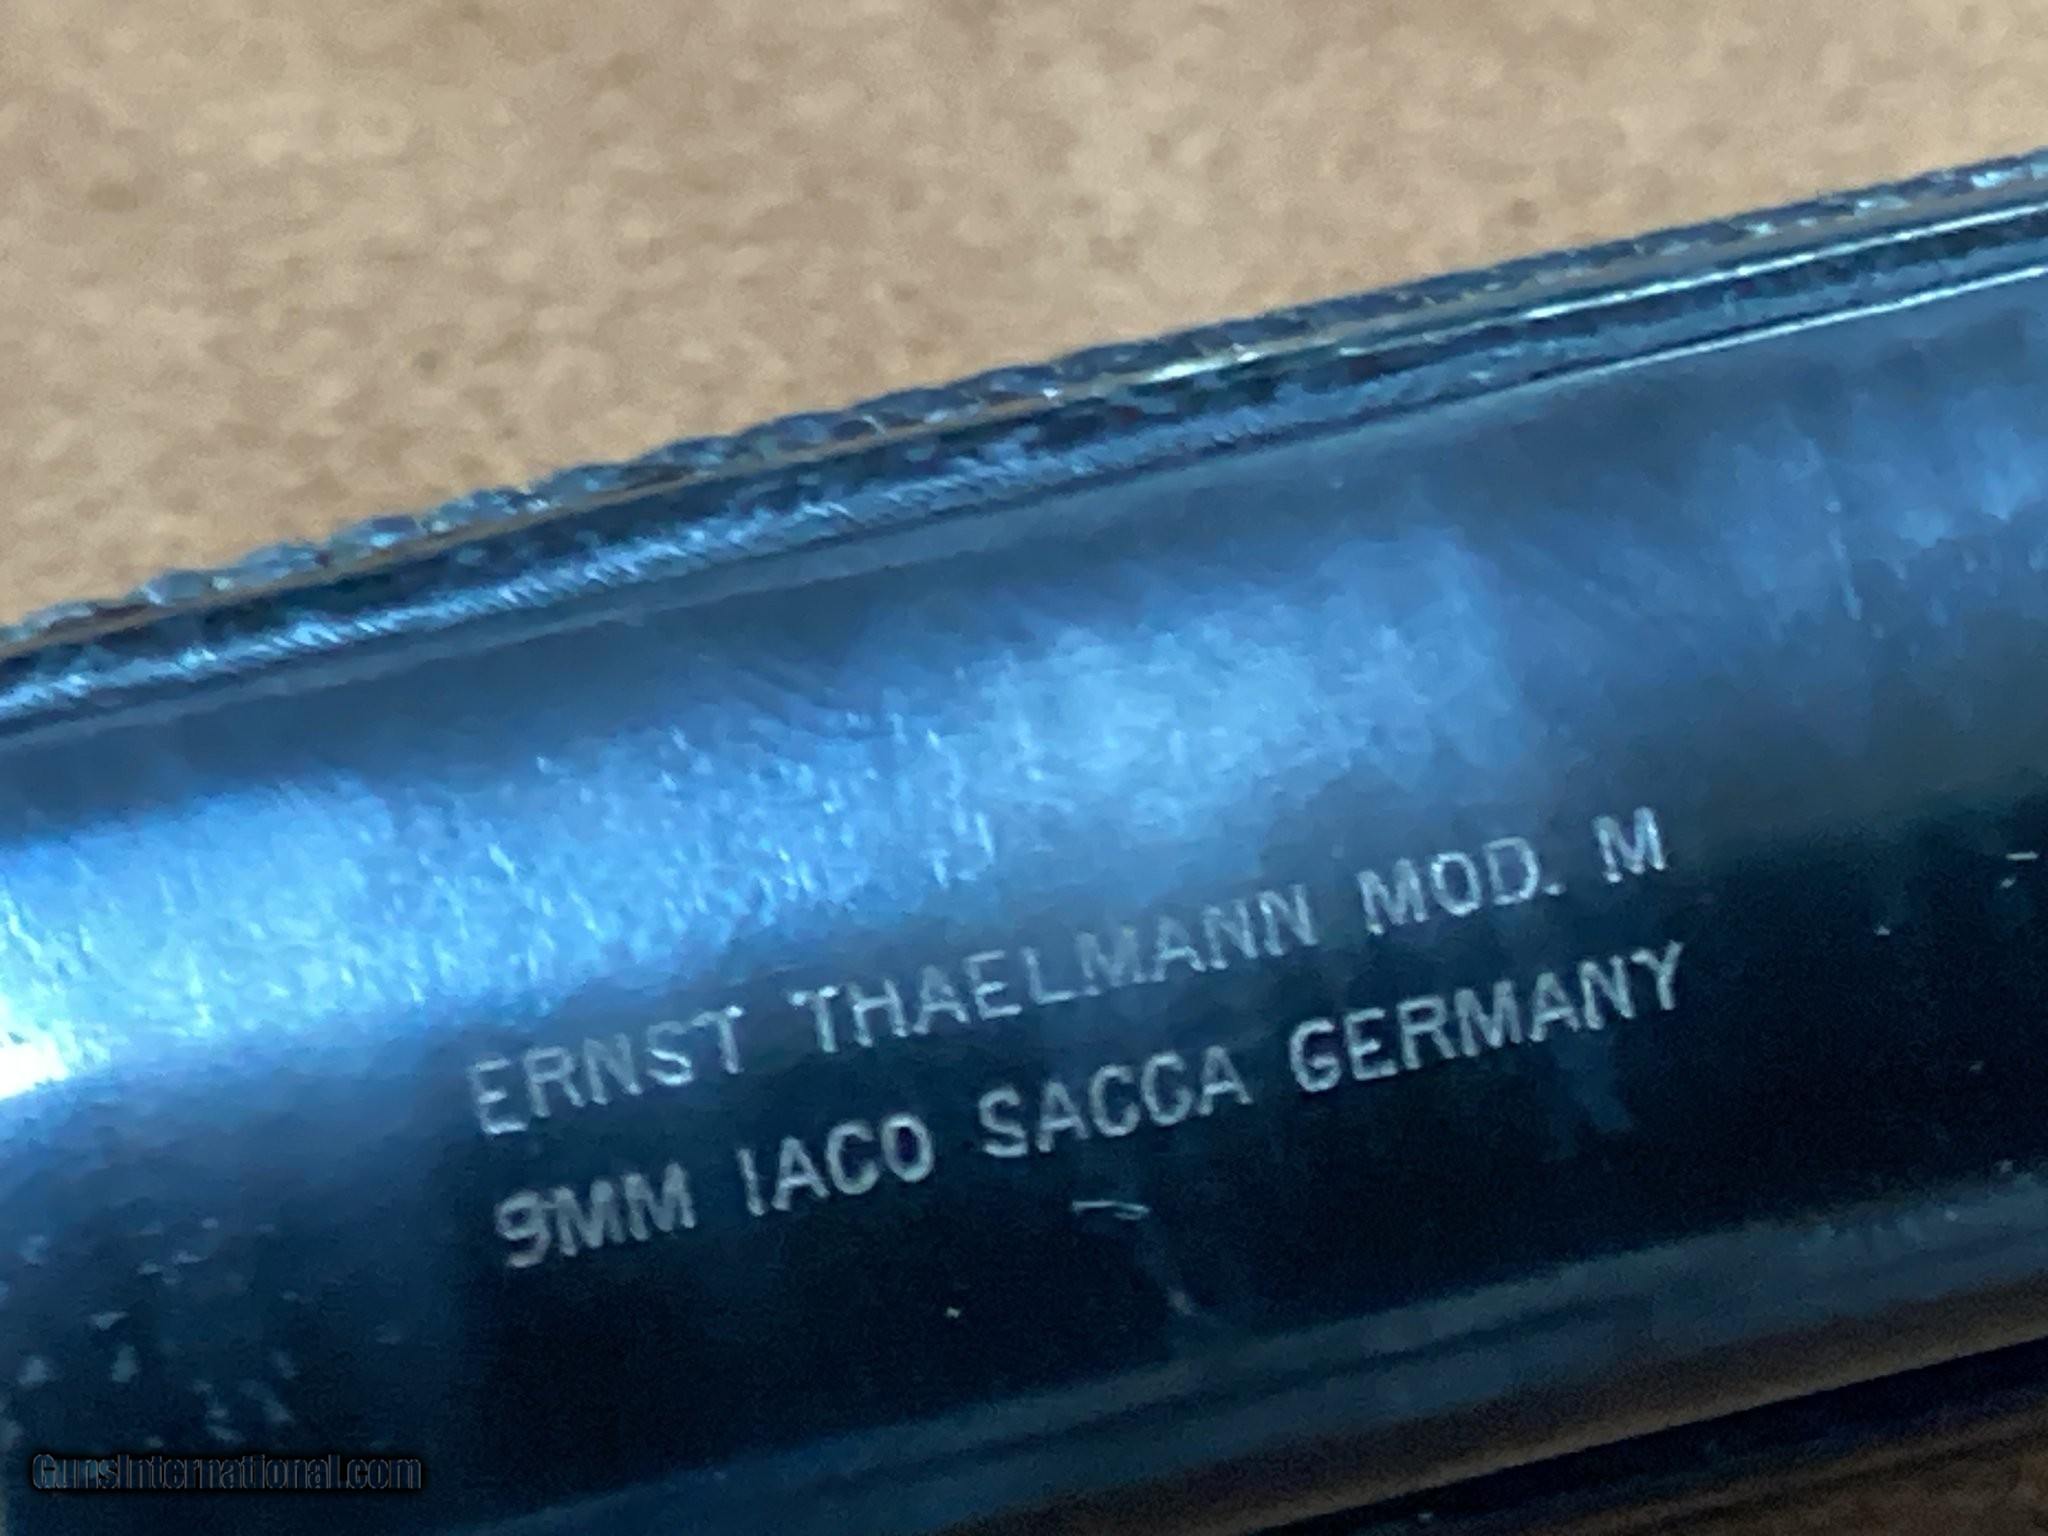 ERNST THAELMANN MOD. M
9MM IACO SACCA GERMANY
GunsInternational.com